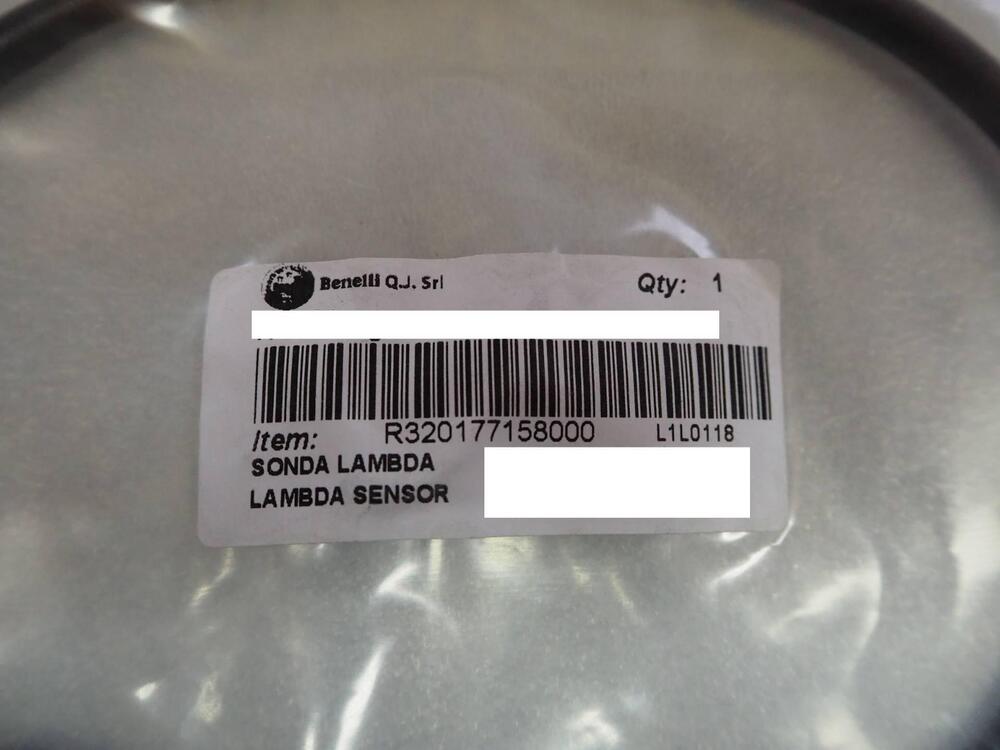 Benelli Q.J. Srl Qty: 1
Item: R320177158000 L1L0118
SONDA LAMBDA
LAMBDA SENSOR